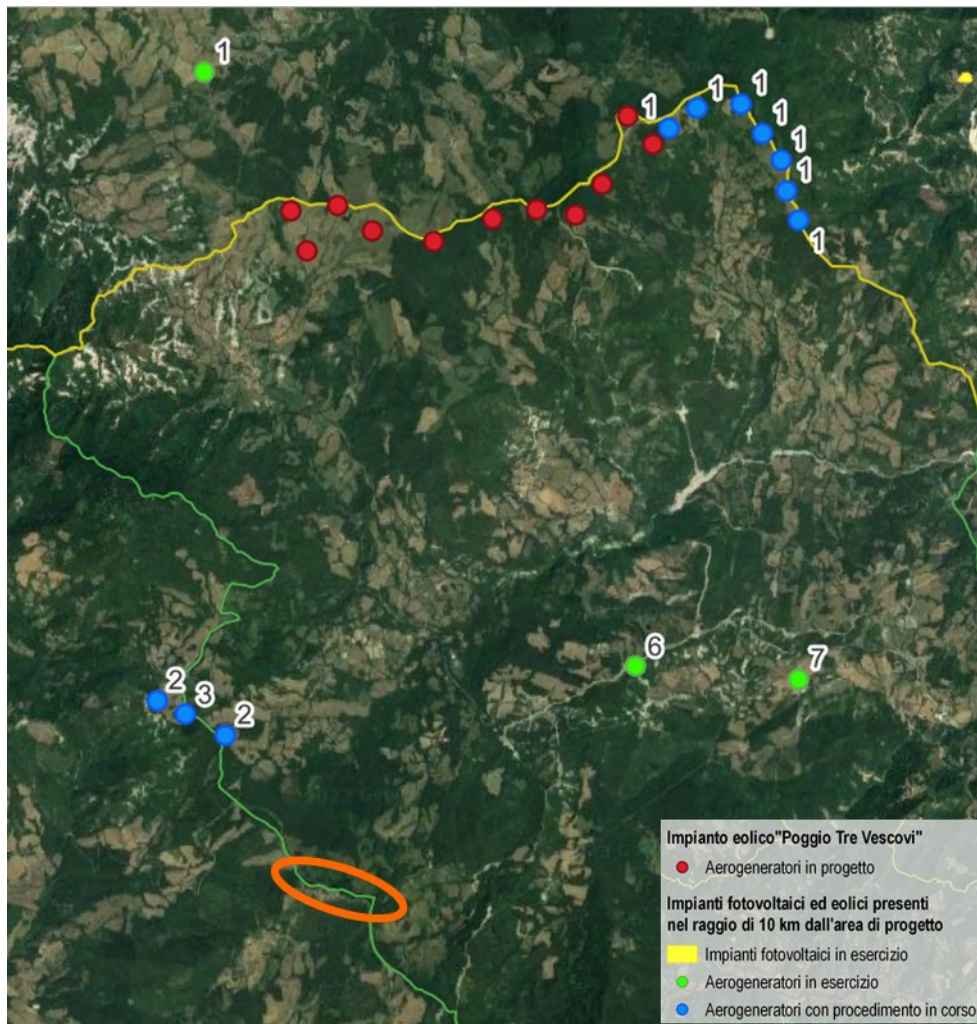 1
1
1
1
1
1
1
1
2
3
2
6
7
Impianto eolico"Poggio Tre Vescovi"
Aerogeneratori in progetto
Impianti fotovoltaici ed eolici presenti
nel raggio di 10 km dall'area di progetto
Impianti fotovoltaici in esercizio
Aerogeneratori in esercizio
Aerogeneratori con procedimento in corso